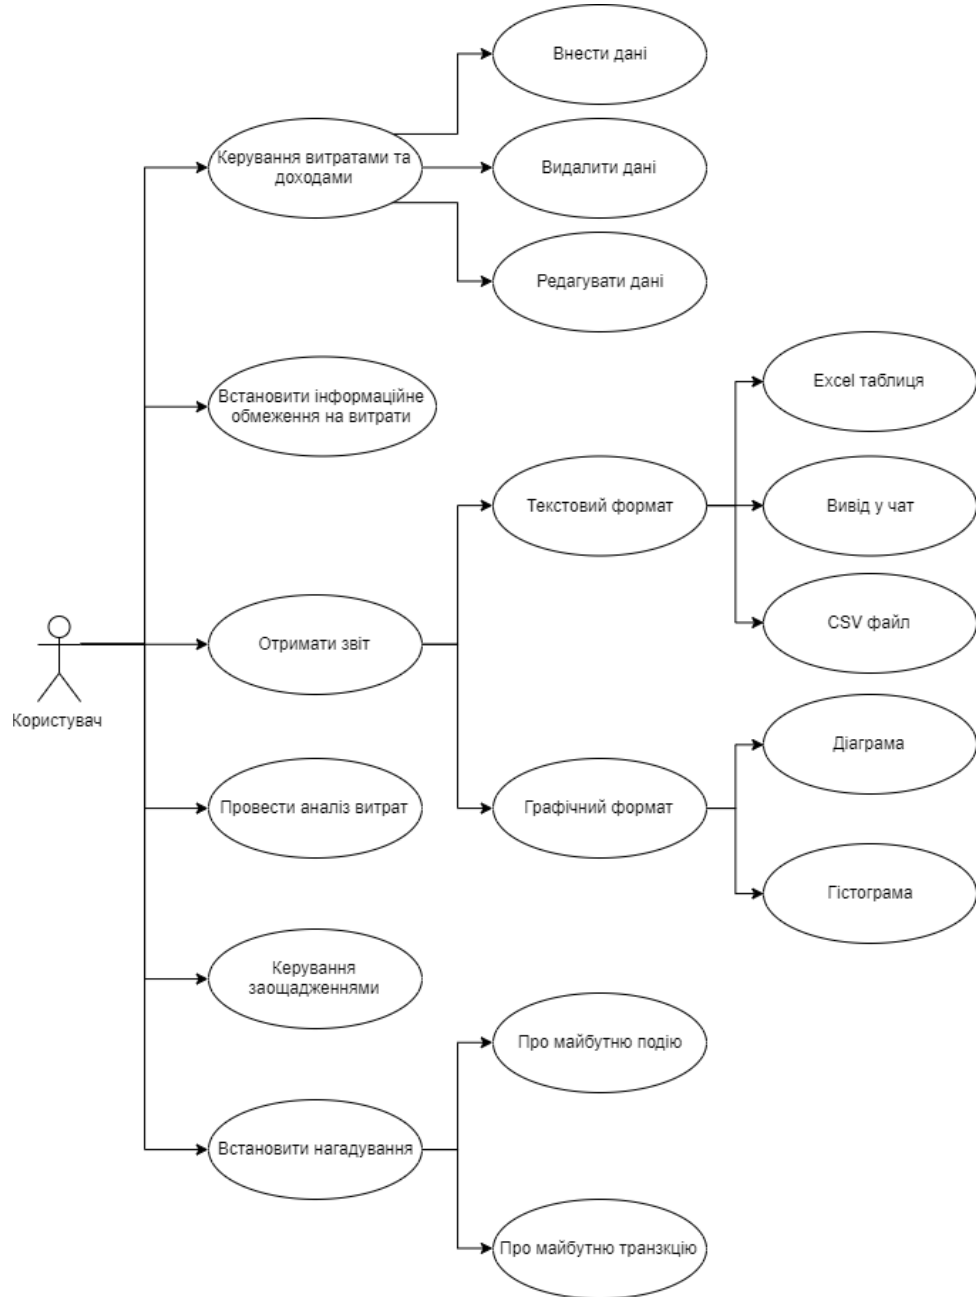 Внести дані
Керування витратами та
доходами
Видалити дані
Редагувати дані
Встановити інформаційне
обмеження на витрати
Excel таблиця
Текстовий формат
Вивід у чат
CSV файл
Отримати звіт
Користувач
Діаграма
Провести аналіз витрат
Графічний формат
Гістограма
Керування
заощадженнями
Про майбутню подію
Встановити нагадування
Про майбутню транзкцію